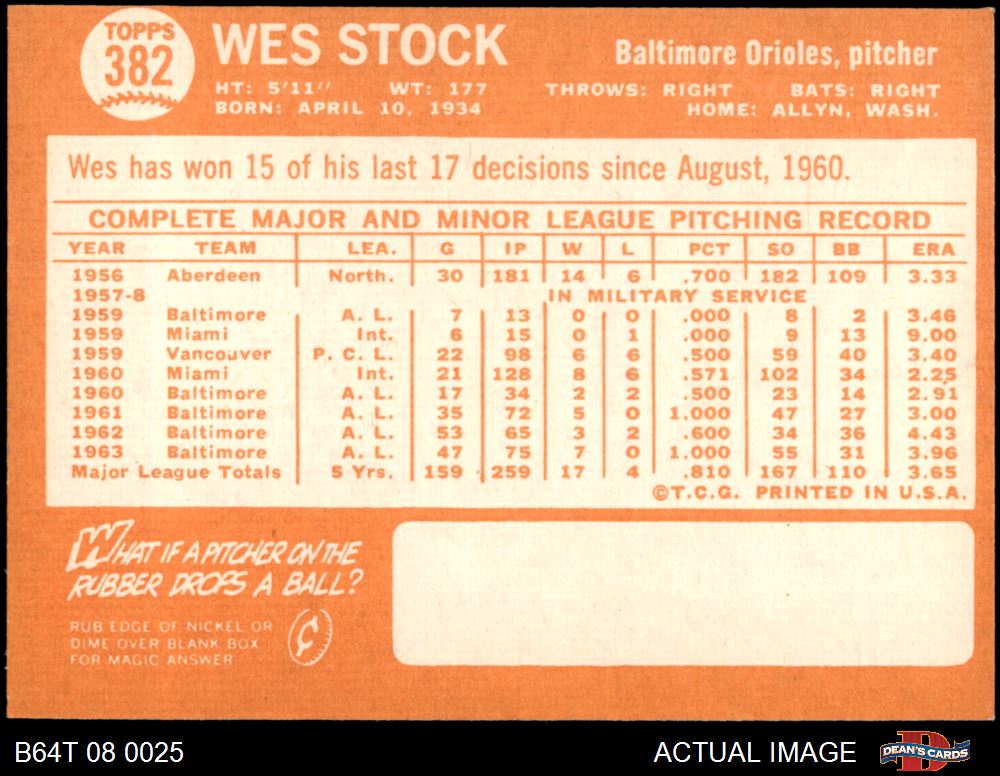 TOPPS
382
WES STOCK
Baltimore Orioles, pitcher
HT: 5'11" WT: 177 THROWS: RIGHT BATS: RIGHT
BORN: APRIL 10, 1934 HOME: ALLYN, WASH.
Wes has won 15 of his last 17 decisions since August, 1960.
COMPLETE MAJOR AND MINOR LEAGUE PITCHING RECORD
YEAR TEAM LEA. G IP W L PCT SO BB ERA
1956 Aberdeen North. 30 181 14 6 .700 182 109 3.33
1957-8 IN MILITARY SERVICE
1959 Baltimore A. L. 7 13 0 0 .000 8 2 3.46
1959 Miami Int. 6 15 0 1 .000 9 13 9.00
1959 Vancouver P. C. L. 22 98 6 6 .500 59 40 3.40
1960 Miami Int. 21 128 8 6 .571 102 34 2.25
1960 Baltimore A. L. 17 34 2 2 .500 23 14 2.91
1961 Baltimore A. L. 35 72 5 0 1.000 47 27 3.00
1962 Baltimore A. L. 53 65 3 2 .600 34 36 4.43
1963 Baltimore A. L. 47 75 7 0 1.000 55 31 3.96
Major League Totals 5 Yrs. 159 259 17 4 .810 167 110 3.65
©T.C.G. PRINTED IN U.S.A.
WHAT IF A PITCHER ON THE
RUBBER DROPS A BALL?
RUB EDGE OF NICKEL OR
DIME OVER BLANK BOX
FOR MAGIC ANSWER
¢
B64T 08 0025 ACTUAL IMAGE DEAN'S CARDS